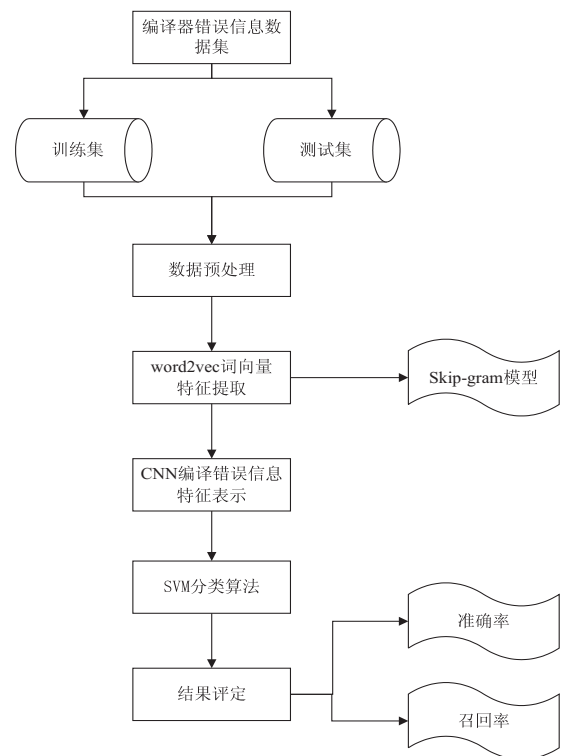 编译器错误信息数
据集
训练集
测试集
数据预处理
word2vec词向量
特征提取
Skip-gram模型
CNN编译错误信息
特征表示
SVM分类算法
准确率
结果评定
召回率